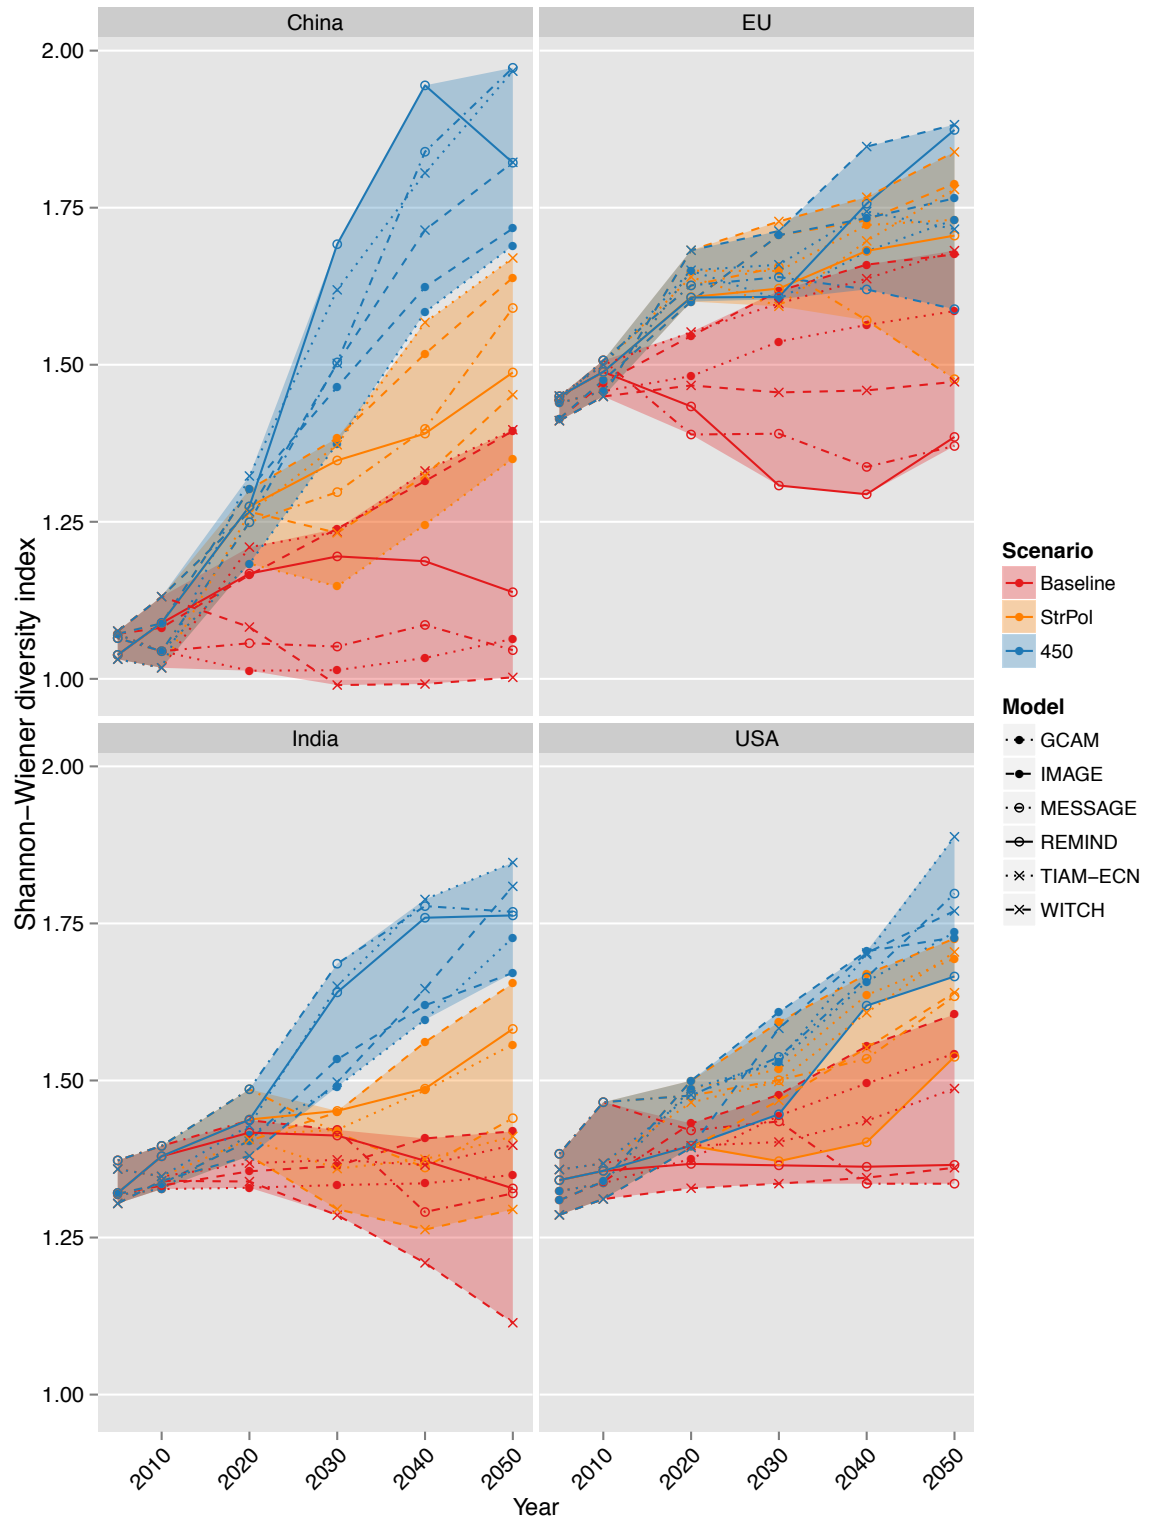 China
EU
2.00
1.75
1.50
1.25
1.00
India
USA
2.00
1.75
1.50
1.25
1.00
2010
2020
2030
2040
2050
2010
2020
2030
2040
2050
Year
Shannon−Wiener diversity index
Scenario
Baseline
StrPol
450
Model
GCAM
IMAGE
MESSAGE
REMIND
TIAM−ECN
WITCH